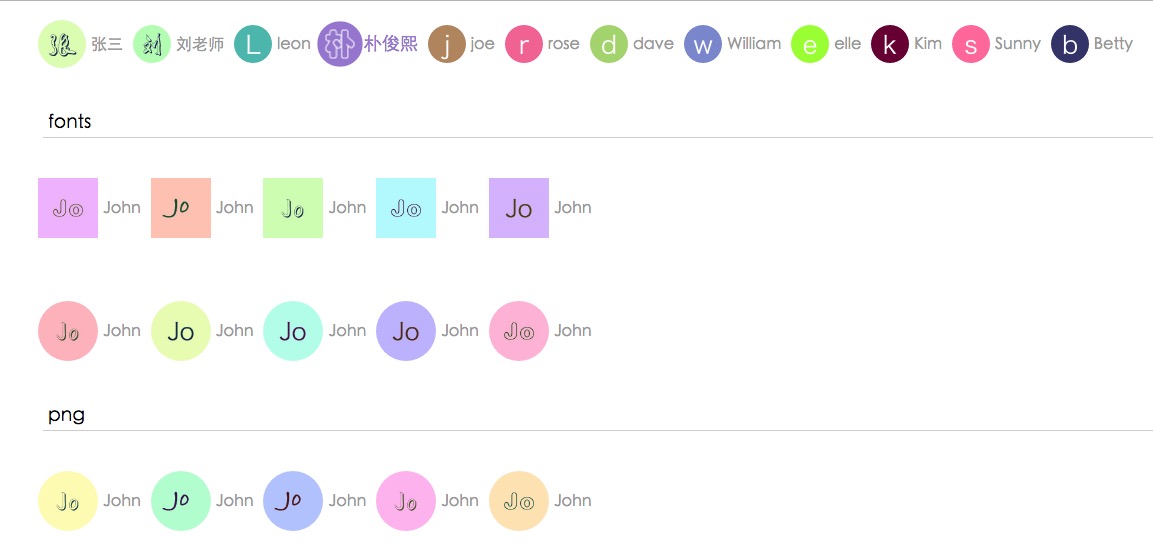 张 张三 刘 刘老师 L leon 朴 朴俊熙 j joe r rose d dave w William e elle k Kim s Sunny b Betty
fonts
Jo John Jo John Jo John Jo John Jo John
Jo John Jo John Jo John Jo John Jo John
png
Jo John Jo John Jo John Jo John Jo John